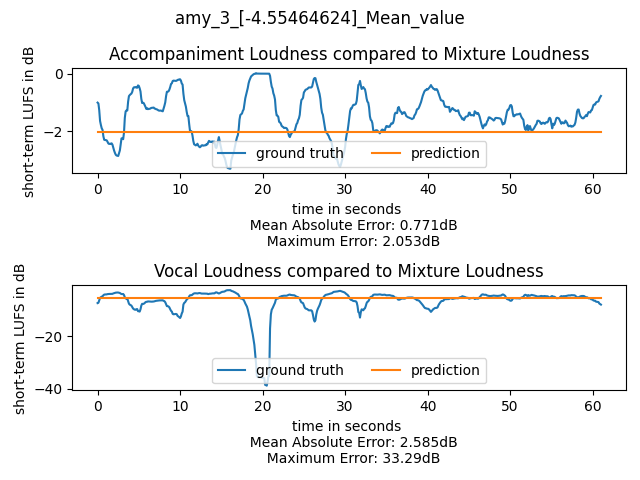 amy_3_[-4.55464624]_Mean_value
Accompaniment Loudness compared to Mixture Loudness
short-term LUFS in dB
0
−2
ground truth
prediction
0
10
20
30
40
50
60
time in seconds
Mean Absolute Error: 0.771dB
Maximum Error: 2.053dB
Vocal Loudness compared to Mixture Loudness
short-term LUFS in dB
−20
−40
ground truth
prediction
0
10
20
30
40
50
60
time in seconds
Mean Absolute Error: 2.585dB
Maximum Error: 33.29dB